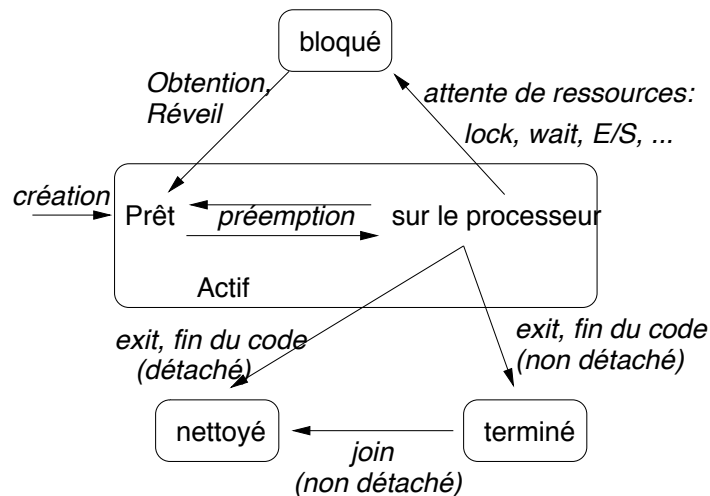 bloqué
Obtention,
Réveil
attente de ressources:
lock, wait, E/S, ...
création
Prêt
préemption
sur le processeur
Actif
exit, fin du code
(détaché)
exit, fin du code
(non détaché)
nettoyé
terminé
join
(non détaché)